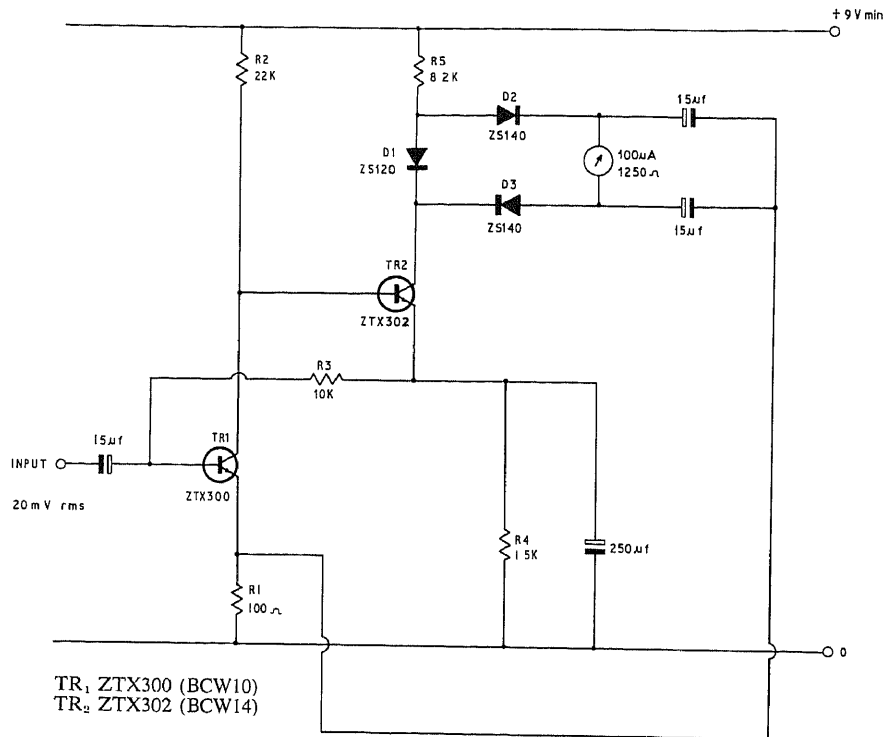 + 9V min
R2
22K
R5
8 2K
D2
ZS140
15µf
D1
ZS120
100µA
1250Ω
D3
ZS140
15µf
TR2
ZTX302
R3
10K
15µf
TR1
INPUT
ZTX300
20mV rms
R4
1 5K
250µf
R1
100Ω
0
TR₁ ZTX300 (BCW10)
TR₂ ZTX302 (BCW14)